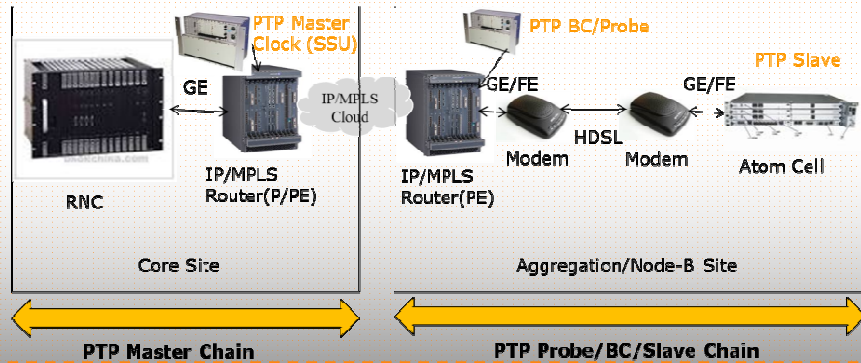 PTP Master
Clock (SSU)
PTP BC/Probe
PTP Slave
GE
IP/MPLS
Cloud
GE/FE
GE/FE
HDSL
Modem
Modem
Atom Cell
IP/MPLS
Router(P/PE)
IP/MPLS
Router(PE)
RNC
Core Site
Aggregation/Node-B Site
PTP Master Chain
PTP Probe/BC/Slave Chain